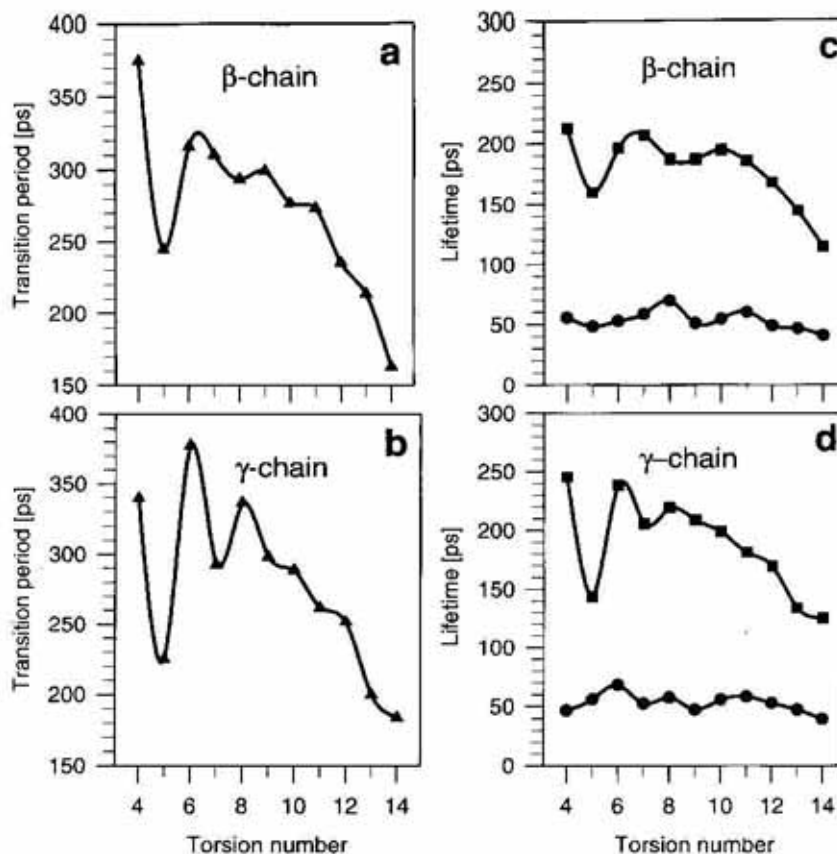 a
β-chain
Transition period [ps]
400
350
300
250
200
150
c
β-chain
Lifetime [ps]
300
250
200
150
100
50
0
b
γ-chain
Transition period [ps]
400
350
300
250
200
150
4 6 8 10 12 14
Torsion number
d
γ–chain
Lifetime [ps]
300
250
200
150
100
50
0
4 6 8 10 12 14
Torsion number